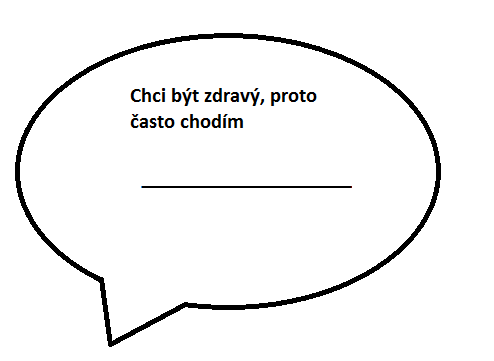 Chci být zdravý, proto
často chodím